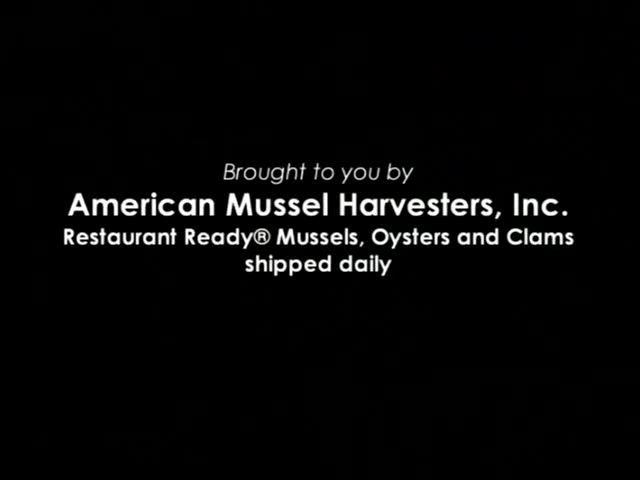 Brought to you by
American Mussel Harvesters, Inc.
Restaurant Ready® Mussels, Oysters and Clams
shipped daily